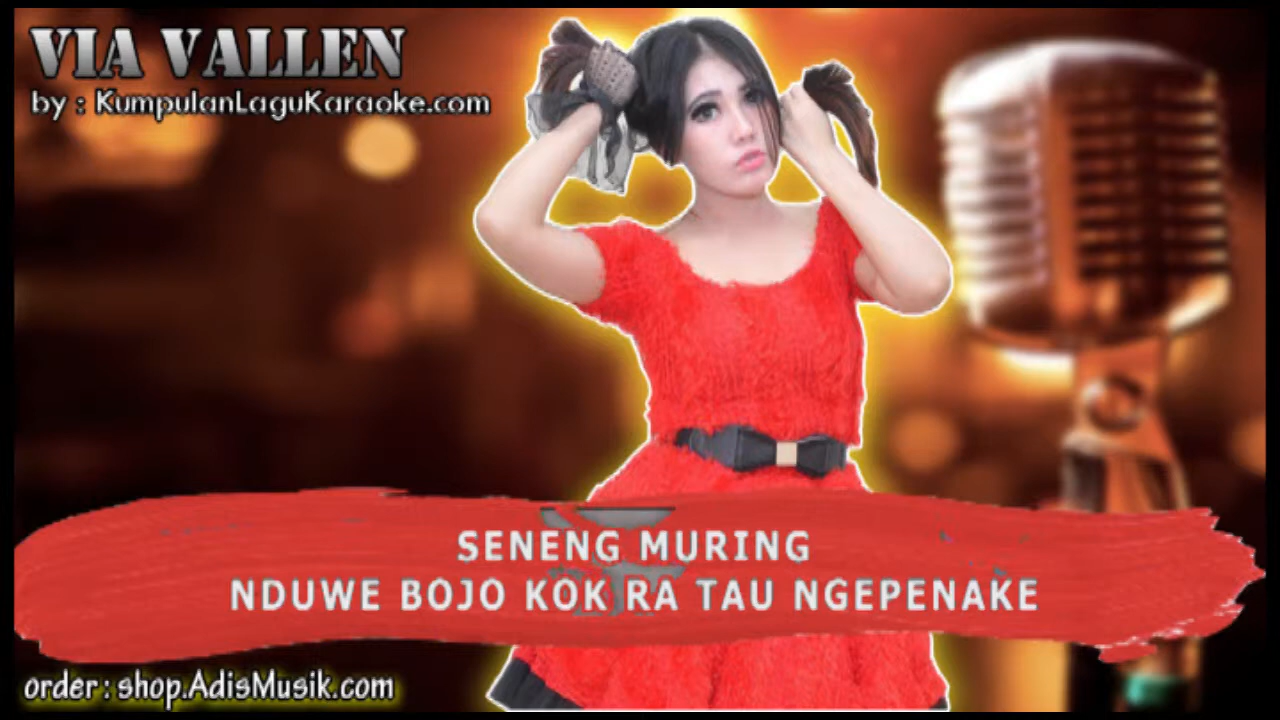 VIA VALLEN
by : KumpulanLaguKaraoke.com
SENENG MURING
NDUWE BOJO KOK RA TAU NGEPENAKE
order : shop.AdisMusik.com